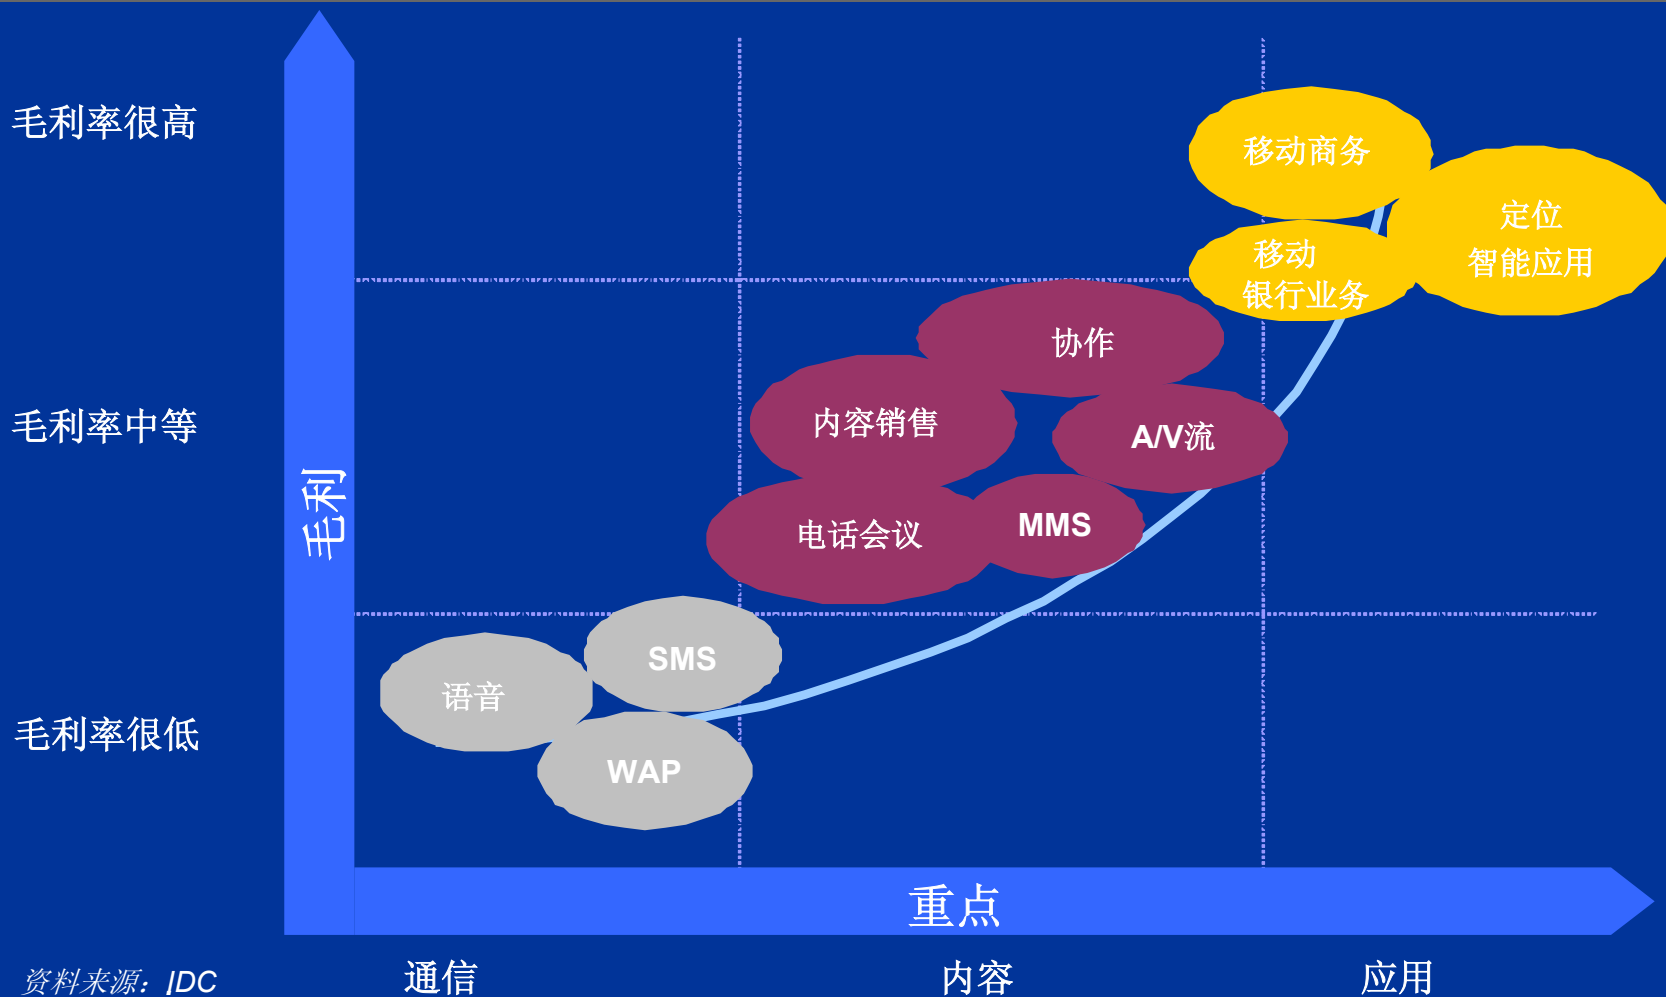 毛利率很高
移动商务
定位
智能应用
移动
银行业务
协作
毛利率中等
内容销售
A/V流
毛利
电话会议
MMS
SMS
语音
毛利率很低
WAP
重点
通信
内容
应用
资料来源：IDC